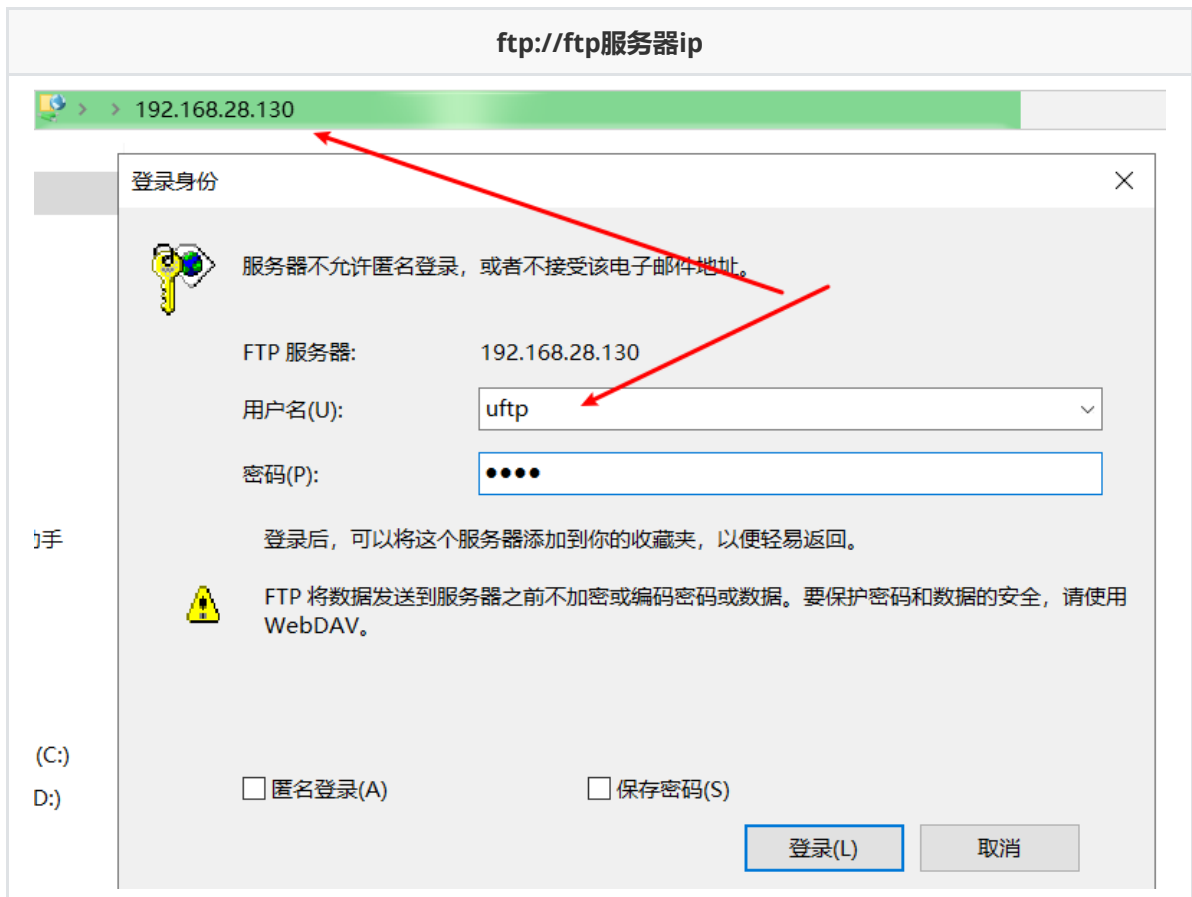 ftp://ftp服务器ip
192.168.28.130
登录身份
服务器不允许匿名登录，或者不接受该电子邮件地址。
FTP 服务器: 192.168.28.130
用户名(U): uftp
密码(P): ●●●●
手
登录后，可以将这个服务器添加到你的收藏夹，以便轻易返回。
FTP 将数据发送到服务器之前不加密或编码密码或数据。要保护密码和数据的安全，请使用
WebDAV。
(C:)
匿名登录(A) 保存密码(S)
D:)
登录(L) 取消